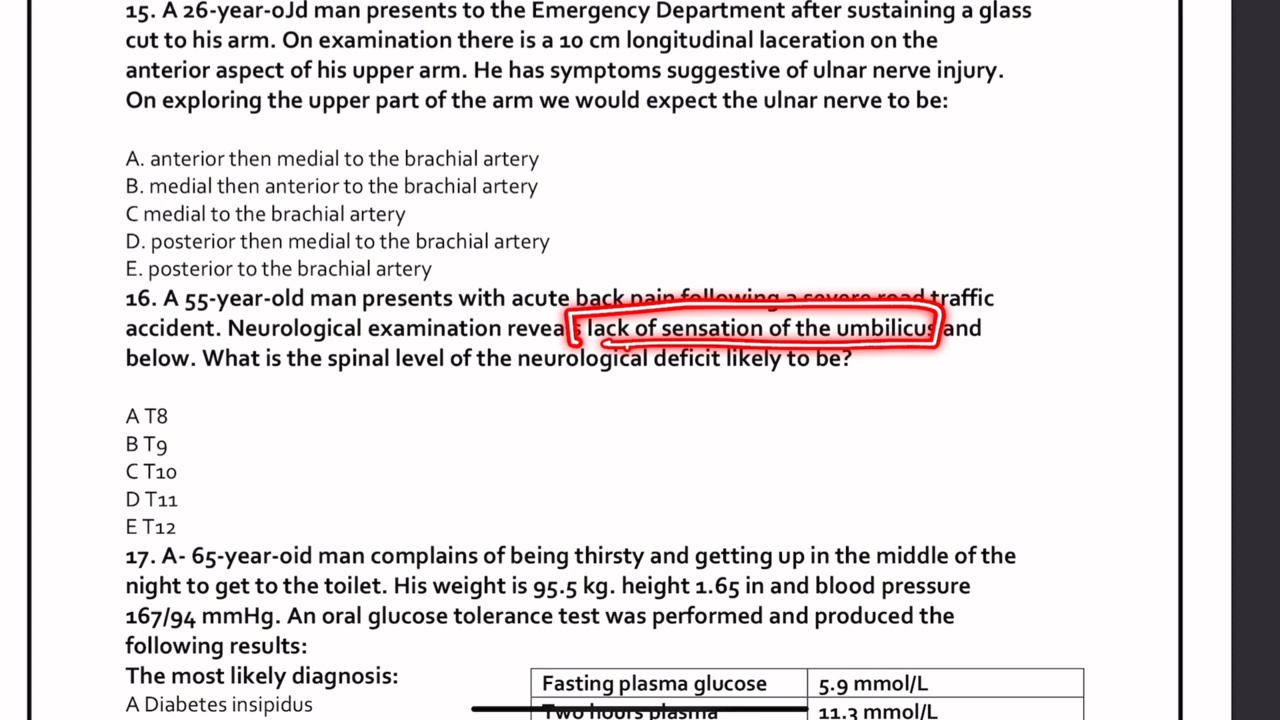 15. A 26-year-oJd man presents to the Emergency Department after sustaining a glass
cut to his arm. On examination there is a 10 cm longitudinal laceration on the
anterior aspect of his upper arm. He has symptoms suggestive of ulnar nerve injury.
On exploring the upper part of the arm we would expect the ulnar nerve to be:
A. anterior then medial to the brachial artery
B. medial then anterior to the brachial artery
C medial to the brachial artery
D. posterior then medial to the brachial artery
E. posterior to the brachial artery
16. A 55-year-old man presents with acute back pain following a severe road traffic
accident. Neurological examination reveals lack of sensation of the umbilicus and
below. What is the spinal level of the neurological deficit likely to be?
A T8
B T9
C T10
D T11
E T12
17. A- 65-year-oid man complains of being thirsty and getting up in the middle of the
night to get to the toilet. His weight is 95.5 kg. height 1.65 in and blood pressure
167/94 mmHg. An oral glucose tolerance test was performed and produced the
following results:
The most likely diagnosis:
A Diabetes insipidus
Fasting plasma glucose 5.9 mmol/L
Two hours plasma 11.3 mmol/L